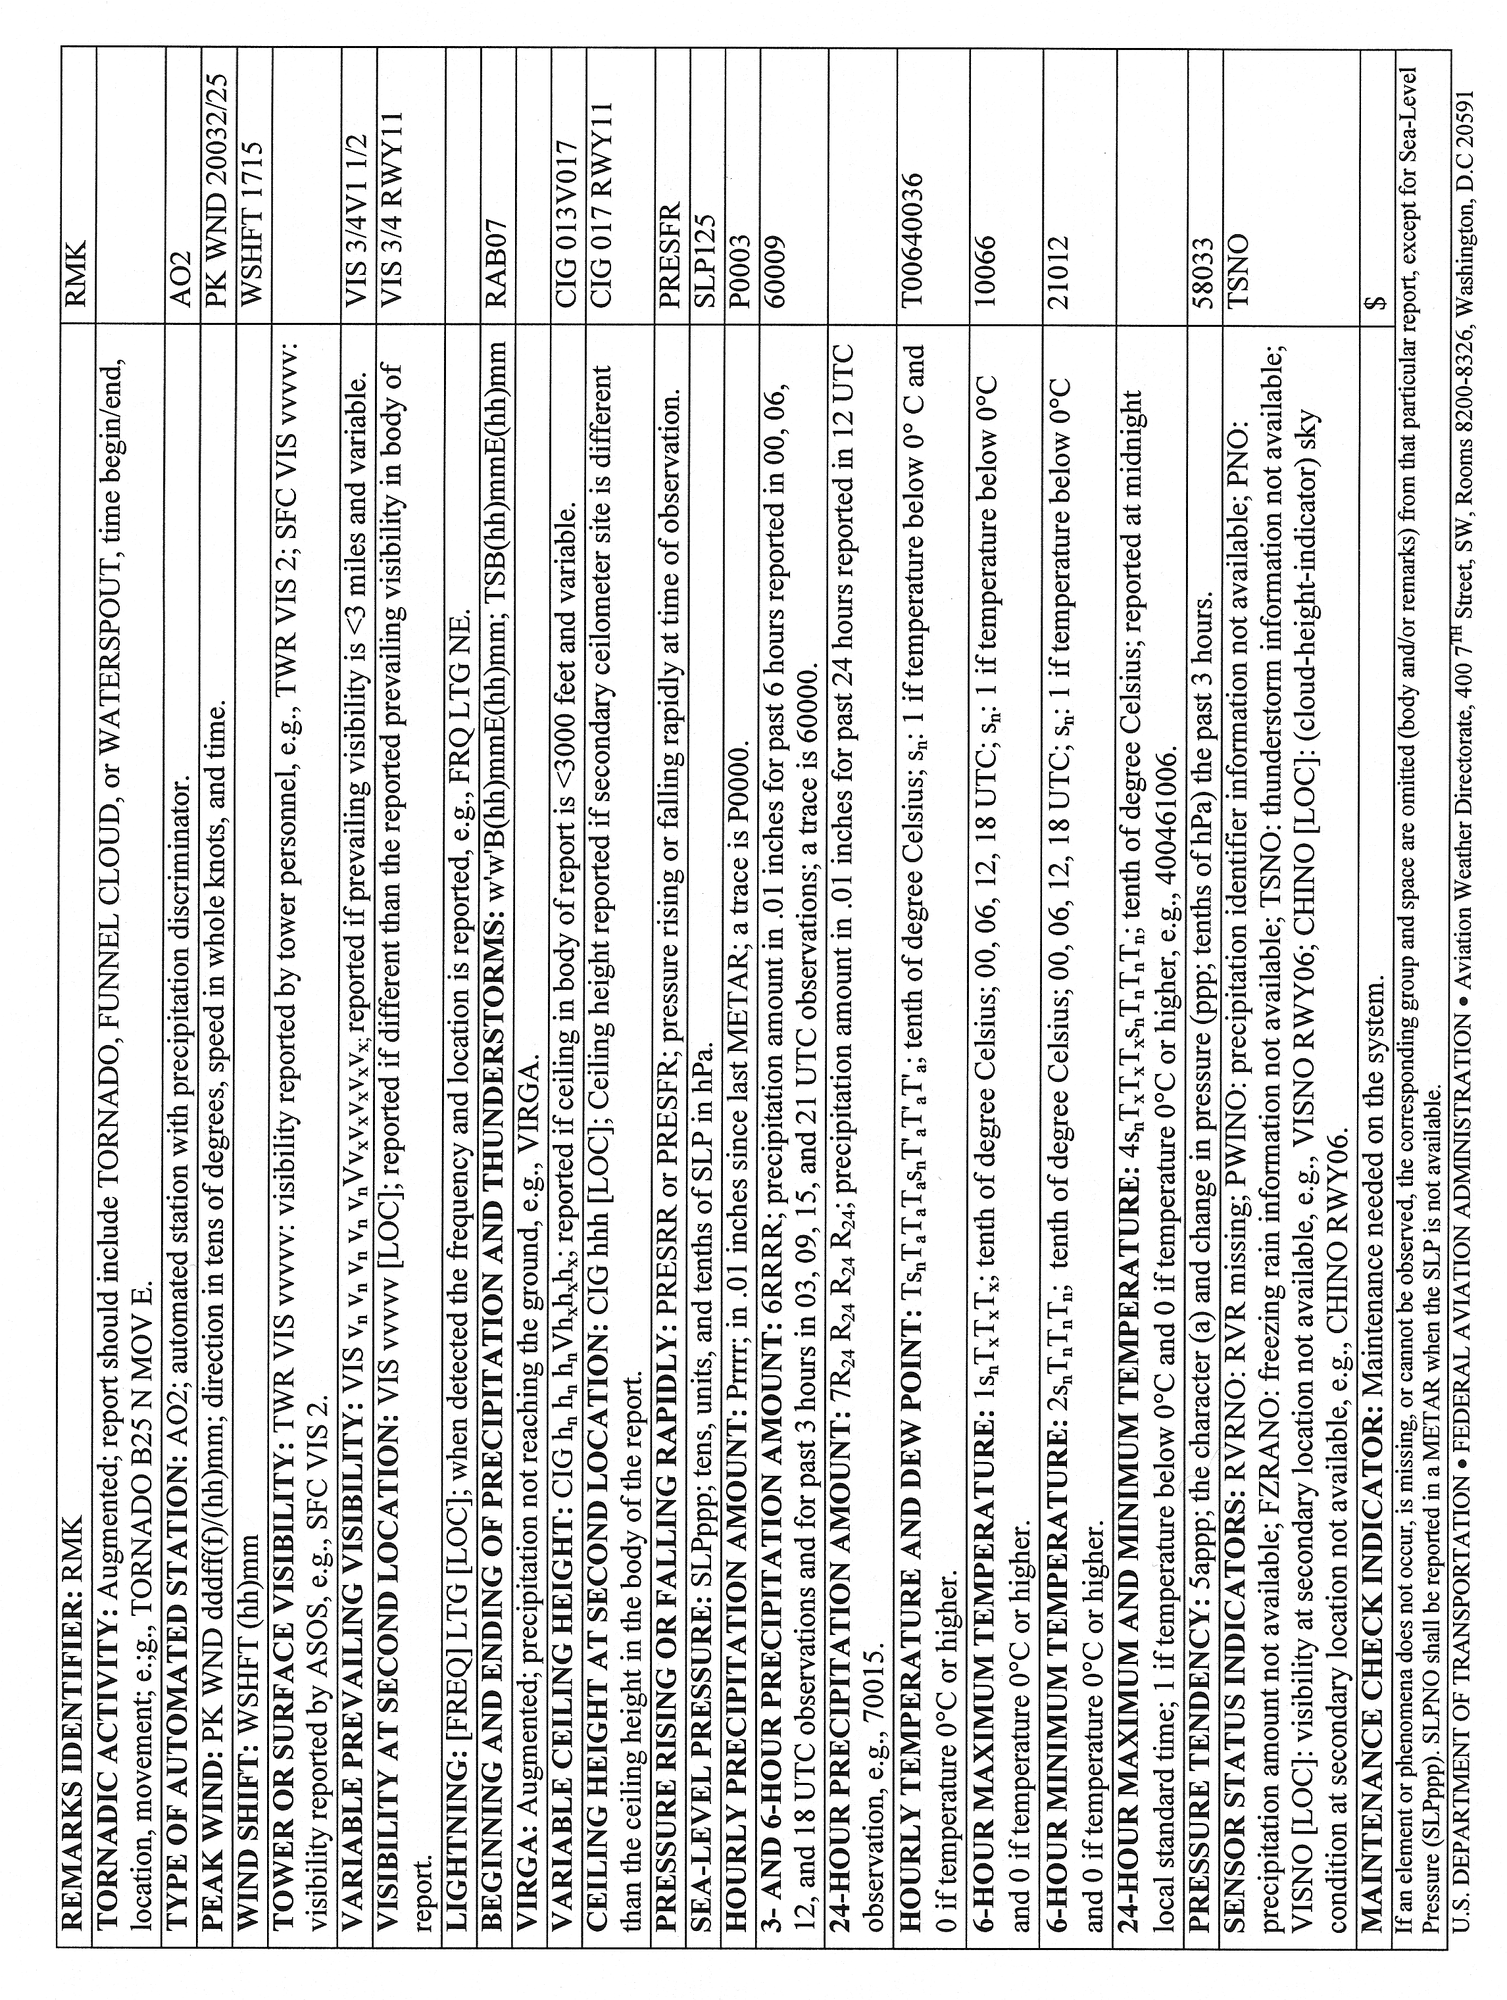 REMARKS IDENTIFIER: RMK
RMK
TORNADIC ACTIVITY: Augmented; report should include TORNADO, FUNNEL CLOUD, or WATERSPOUT, time begin/end,
location, movement; e.;g., TORNADO B25 N MOV E.
TYPE OF AUTOMATED STATION: AO2; automated station with precipitation discriminator.
AO2
PEAK WIND: PK WND dddff(f)/(hh)mm; direction in tens of degrees, speed in whole knots, and time.
PK WND 20032/25
WIND SHIFT: WSHFT (hh)mm
WSHFT 1715
TOWER OR SURFACE VISIBILITY: TWR VIS vvvv: visibility reported by tower personnel, e.g., TWR VIS 2; SFC VIS vvvv:
visibility reported by ASOS, e.g., SFC VIS 2.
VARIABLE PREVAILING VISIBILITY: VIS vn vn vn vnVvxvxvxvx; reported if prevailing visibility is <3 miles and variable.
VIS 3/4V1 1/2
VISIBILITY AT SECOND LOCATION: VIS vvvv [LOC]; reported if different than the reported prevailing visibility in body of
report.
VIS 3/4 RWY11
LIGHTNING: [FREQ] LTG [LOC]; when detected the frequency and location is reported, e.g., FRQ LTG NE.
BEGINNING AND ENDING OF PRECIPITATION AND THUNDERSTORMS: w'w'B(hh)mmE(hh)mm; TSB(hh)mmE(hh)mm
RAB07
VIRGA: Augmented; precipitation not reaching the ground, e.g., VIRGA.
VARIABLE CEILING HEIGHT: CIG hn hn hnVhxhxhx; reported if ceiling in body of report is <3000 feet and variable.
CIG 013V017
CEILING HEIGHT AT SECOND LOCATION: CIG hhh [LOC]; Ceiling height reported if secondary ceilometer site is different
than the ceiling height in the body of the report.
CIG 017 RWY11
PRESSURE RISING OR FALLING RAPIDLY: PRESRR or PRESFR; pressure rising or falling rapidly at time of observation.
PRESFR
SEA-LEVEL PRESSURE: SLPppp; tens, units, and tenths of SLP in hPa.
SLP125
HOURLY PRECIPITATION AMOUNT: Prrrr; in .01 inches since last METAR; a trace is P0000.
P0003
3- AND 6-HOUR PRECIPITATION AMOUNT: 6RRRR; precipitation amount in .01 inches for past 6 hours reported in 00, 06,
12, and 18 UTC observations and for past 3 hours in 03, 09, 15, and 21 UTC observations; a trace is 60000.
60009
24-HOUR PRECIPITATION AMOUNT: 7R24 R24 R24 R24; precipitation amount in .01 inches for past 24 hours reported in 12 UTC
observation, e.g., 70015.
HOURLY TEMPERATURE AND DEW POINT: TsnTaTaTasnT'aT'aT'a; tenth of degree Celsius; sn: 1 if temperature below 0° C and
0 if temperature 0°C or higher.
T00640036
6-HOUR MAXIMUM TEMPERATURE: 1snTxTxTx; tenth of degree Celsius; 00, 06, 12, 18 UTC; sn: 1 if temperature below 0°C
and 0 if temperature 0°C or higher.
10066
6-HOUR MINIMUM TEMPERATURE: 2snTnTnTn; tenth of degree Celsius; 00, 06, 12, 18 UTC; sn: 1 if temperature below 0°C
and 0 if temperature 0°C or higher.
21012
24-HOUR MAXIMUM AND MINIMUM TEMPERATURE: 4snTxTxTxsnTnTnTn; tenth of degree Celsius; reported at midnight
local standard time; 1 if temperature below 0°C and 0 if temperature 0°C or higher, e.g., 400461006.
PRESSURE TENDENCY: 5appp; the character (a) and change in pressure (ppp; tenths of hPa) the past 3 hours.
58033
SENSOR STATUS INDICATORS: RVRNO: RVR missing; PWINO: precipitation identifier information not available; PNO:
precipitation amount not available; FZRANO: freezing rain information not available; TSNO: thunderstorm information not available;
VISNO [LOC]: visibility at secondary location not available, e.g., VISNO RWY06; CHINO [LOC]: (cloud-height-indicator) sky
condition at secondary location not available, e.g., CHINO RWY06.
TSNO
MAINTENANCE CHECK INDICATOR: Maintenance needed on the system.
$
If an element or phenomena does not occur, is missing, or cannot be observed, the corresponding group and space are omitted (body and/or remarks) from that particular report, except for Sea-Level
Pressure (SLPppp). SLPNO shall be reported in a METAR when the SLP is not available.
U.S. DEPARTMENT OF TRANSPORTATION • FEDERAL AVIATION ADMINISTRATION • Aviation Weather Directorate, 400 7TH Street, SW, Rooms 8200-8326, Washington, D.C 20591